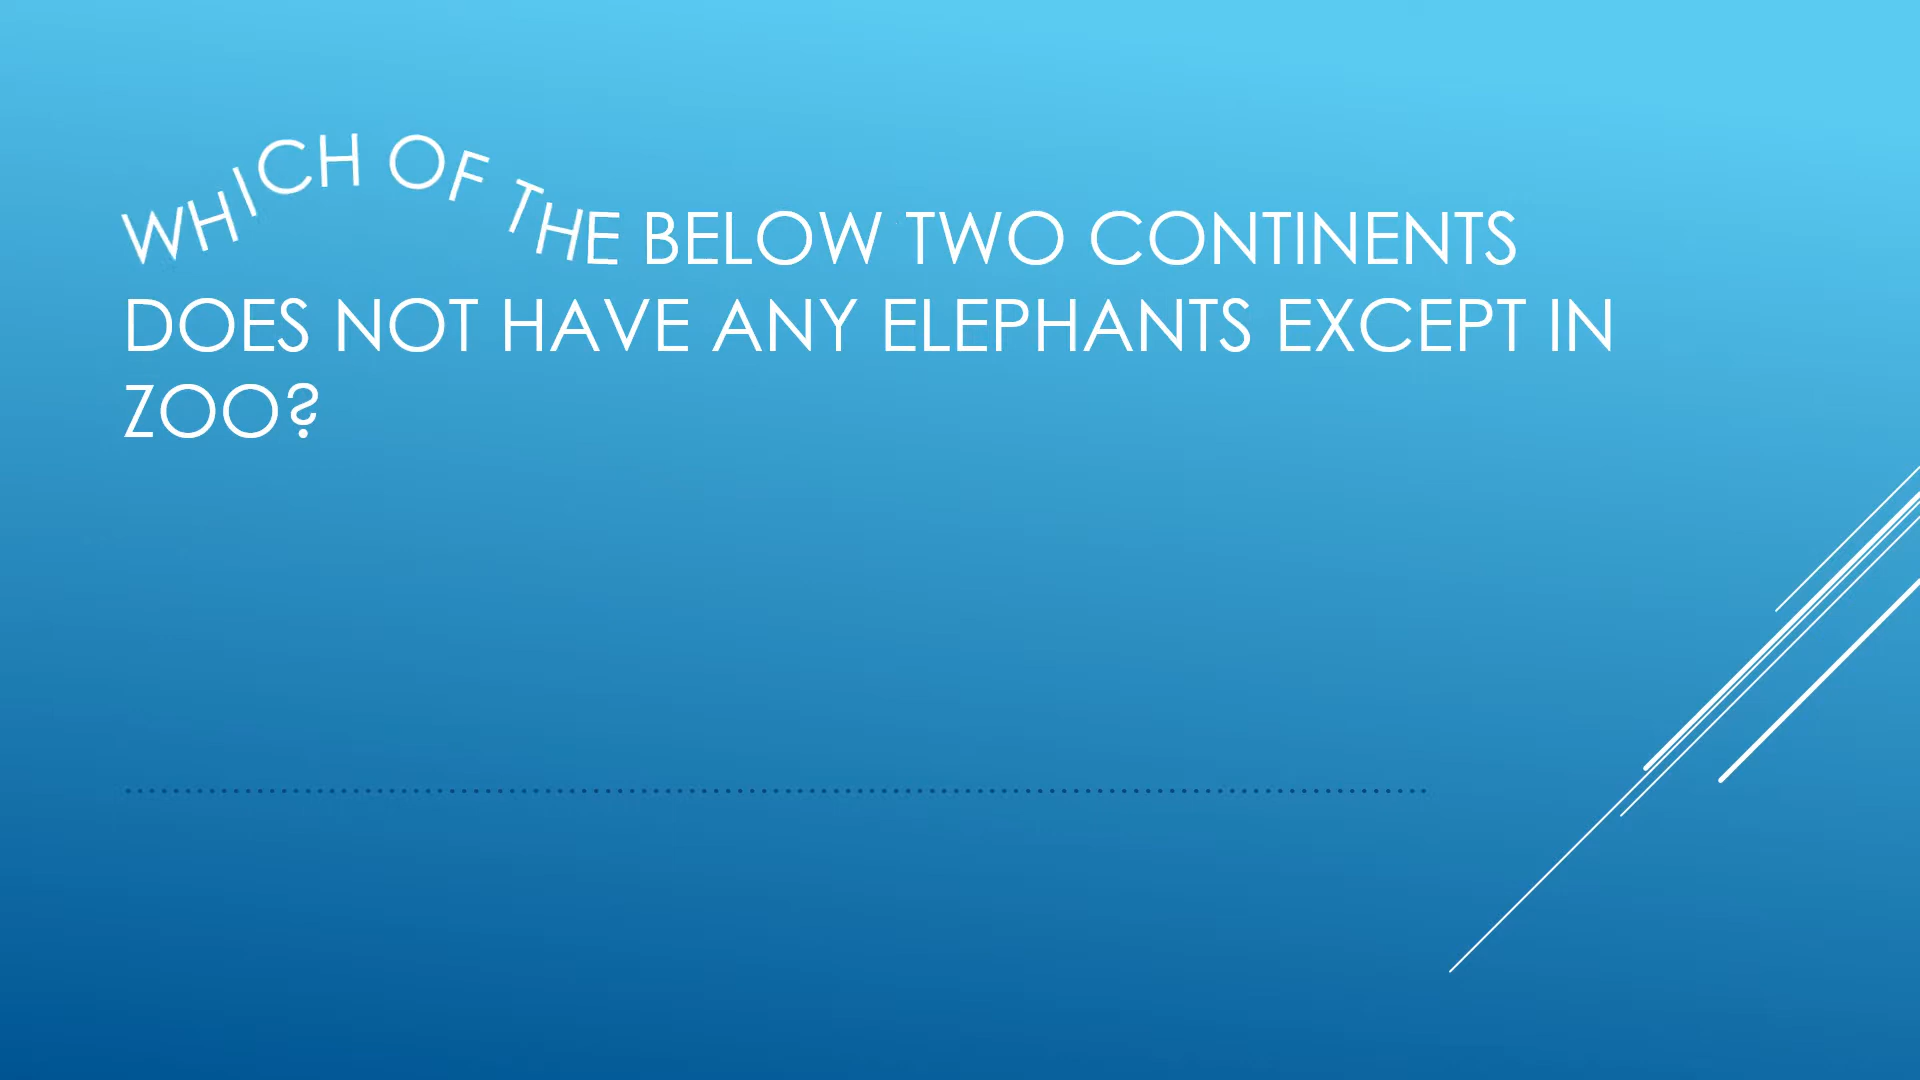 WHICH OF THE BELOW TWO CONTINENTS
DOES NOT HAVE ANY ELEPHANTS EXCEPT IN
ZOO?